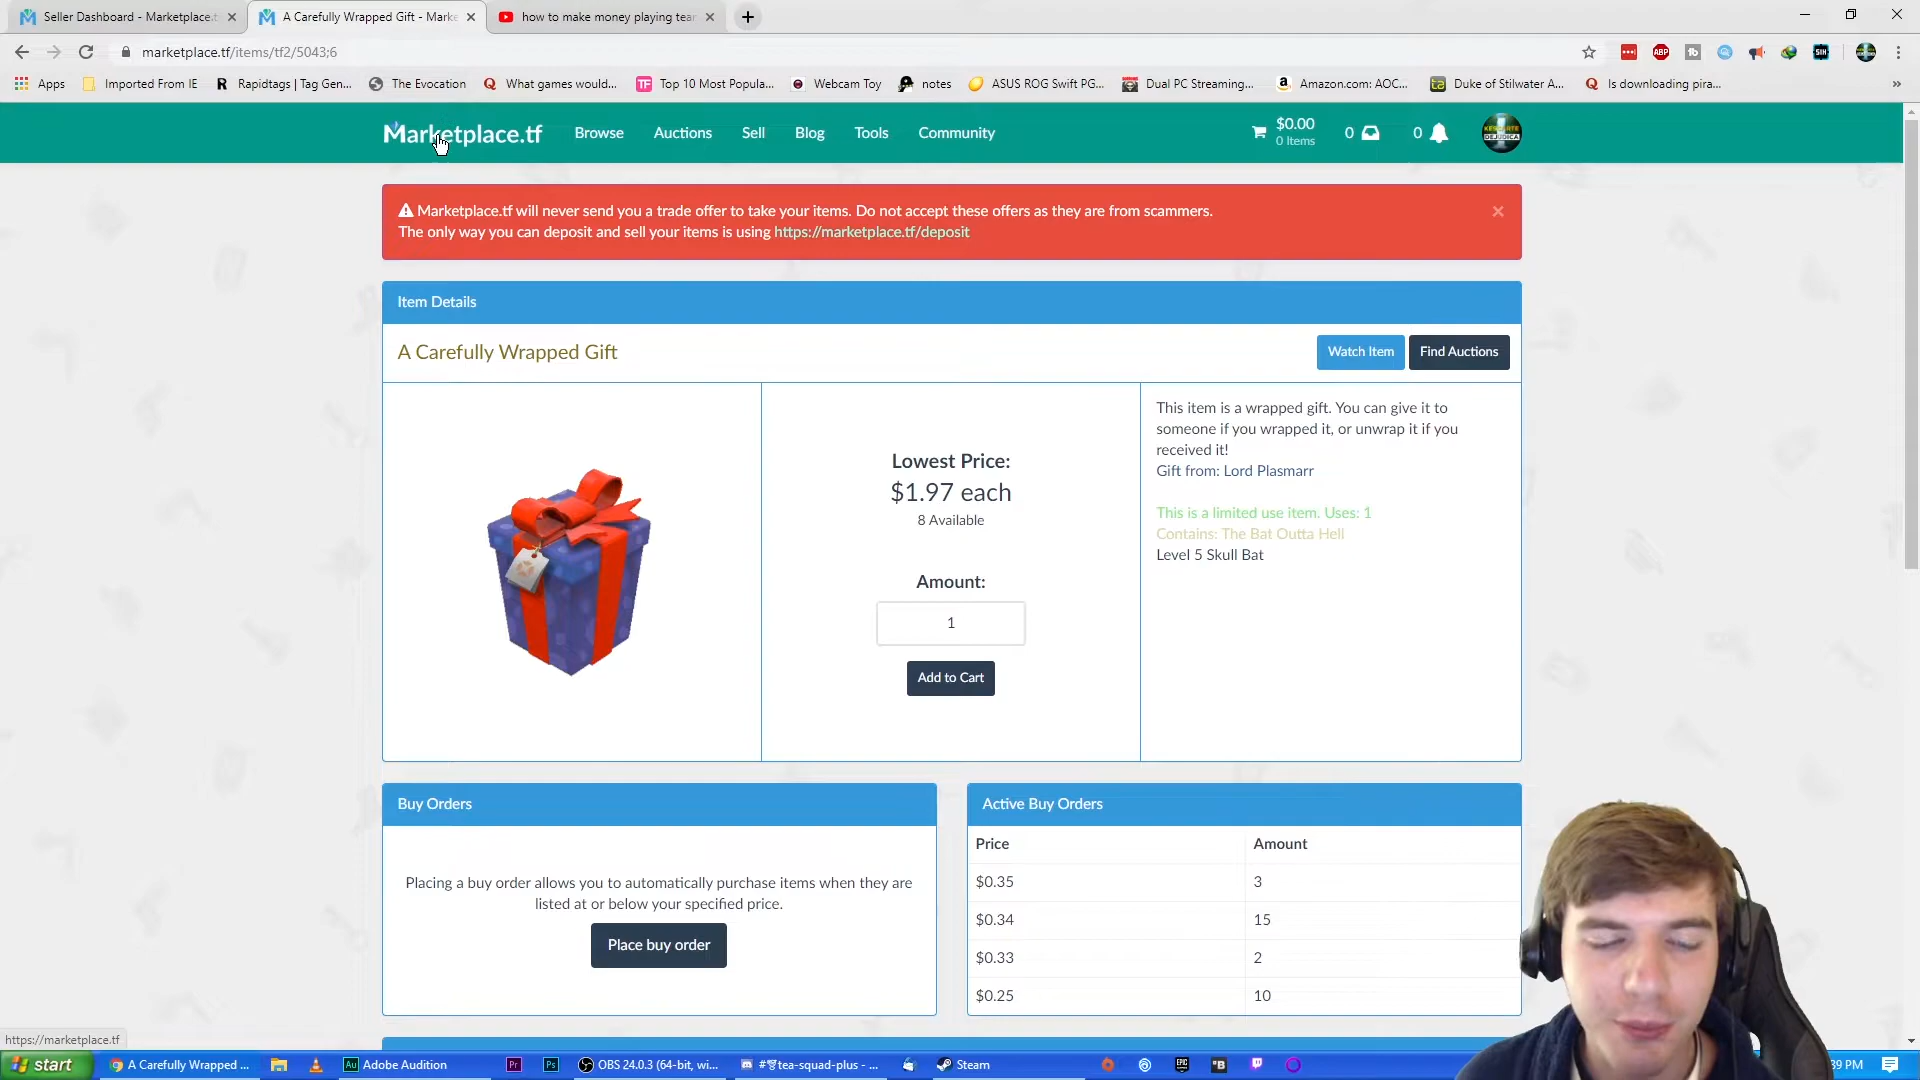 Seller Dashboard - Marketplace.t
A Carefully Wrapped Gift - Marke
how to make money playing tear
marketplace.tf/items/tf2/5043;6
Apps
Imported From IE
Rapidtags | Tag Gen...
The Evocation
What games would...
Top 10 Most Popula...
Webcam Toy
notes
ASUS ROG Swift PG...
Dual PC Streaming...
Amazon.com: AOC...
Duke of Stilwater A...
Is downloading pira...
Marketplace.tf
Browse
Auctions
Sell
Blog
Tools
Community
$0.00
0 Items
0
0
Marketplace.tf will never send you a trade offer to take your items. Do not accept these offers as they are from scammers.
The only way you can deposit and sell your items is using https://marketplace.tf/deposit
Item Details
A Carefully Wrapped Gift
Watch Item
Find Auctions
Lowest Price:
$1.97 each
8 Available
Amount:
1
Add to Cart
This item is a wrapped gift. You can give it to
someone if you wrapped it, or unwrap it if you
received it!
Gift from: Lord Plasmarr
This is a limited use item. Uses: 1
Contains: The Bat Outta Hell
Level 5 Skull Bat
Buy Orders
Placing a buy order allows you to automatically purchase items when they are
listed at or below your specified price.
Place buy order
Active Buy Orders
Price Amount
$0.35 3
$0.34 15
$0.33 2
$0.25 10
https://marketplace.tf
start
A Carefully Wrapped ...
Adobe Audition
OBS 24.0.3 (64-bit, wi...
Steam
39 PM